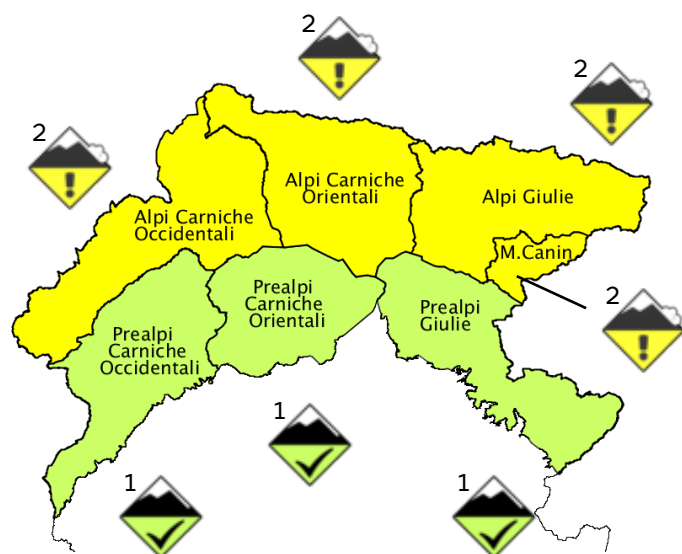 2
2
2
Alpi Carniche
Orientali
Alpi Giulie
Alpi Carniche
Occidentali
M.Canin
Prealpi
Carniche
Orientali
Prealpi
Giulie
2
Prealpi
Carniche
Occidentali
1
1
1